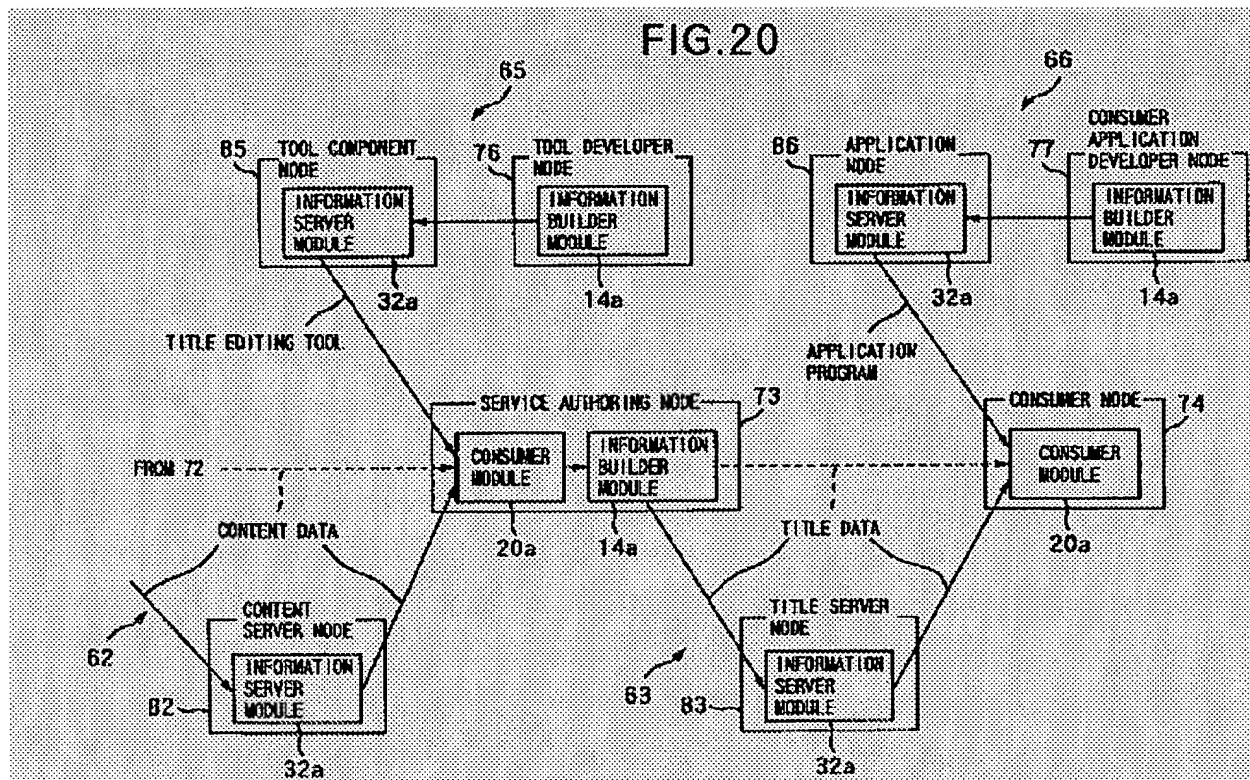 FIG.20
65
66
85
TOOL COMPONENT
NODE
INFORMATION
SERVER
MODULE
32a
76
TOOL DEVELOPER
NODE
INFORMATION
BUILDER
MODULE
14a
86
APPLICATION
NODE
INFORMATION
SERVER
MODULE
32a
77
CONSUMER
APPLICATION
DEVELOPER NODE
INFORMATION
BUILDER
MODULE
14a
TITLE EDITING TOOL
APPLICATION
PROGRAM
SERVICE AUTHORING NODE
73
CONSUMER
MODULE
20a
INFORMATION
BUILDER
MODULE
14a
CONSUMER NODE
74
CONSUMER
MODULE
20a
FROM 72
CONTENT DATA
TITLE DATA
62
CONTENT
SERVER NODE
INFORMATION
SERVER
MODULE
82
32a
63
TITLE SERVER
NODE
INFORMATION
SERVER
MODULE
83
32a